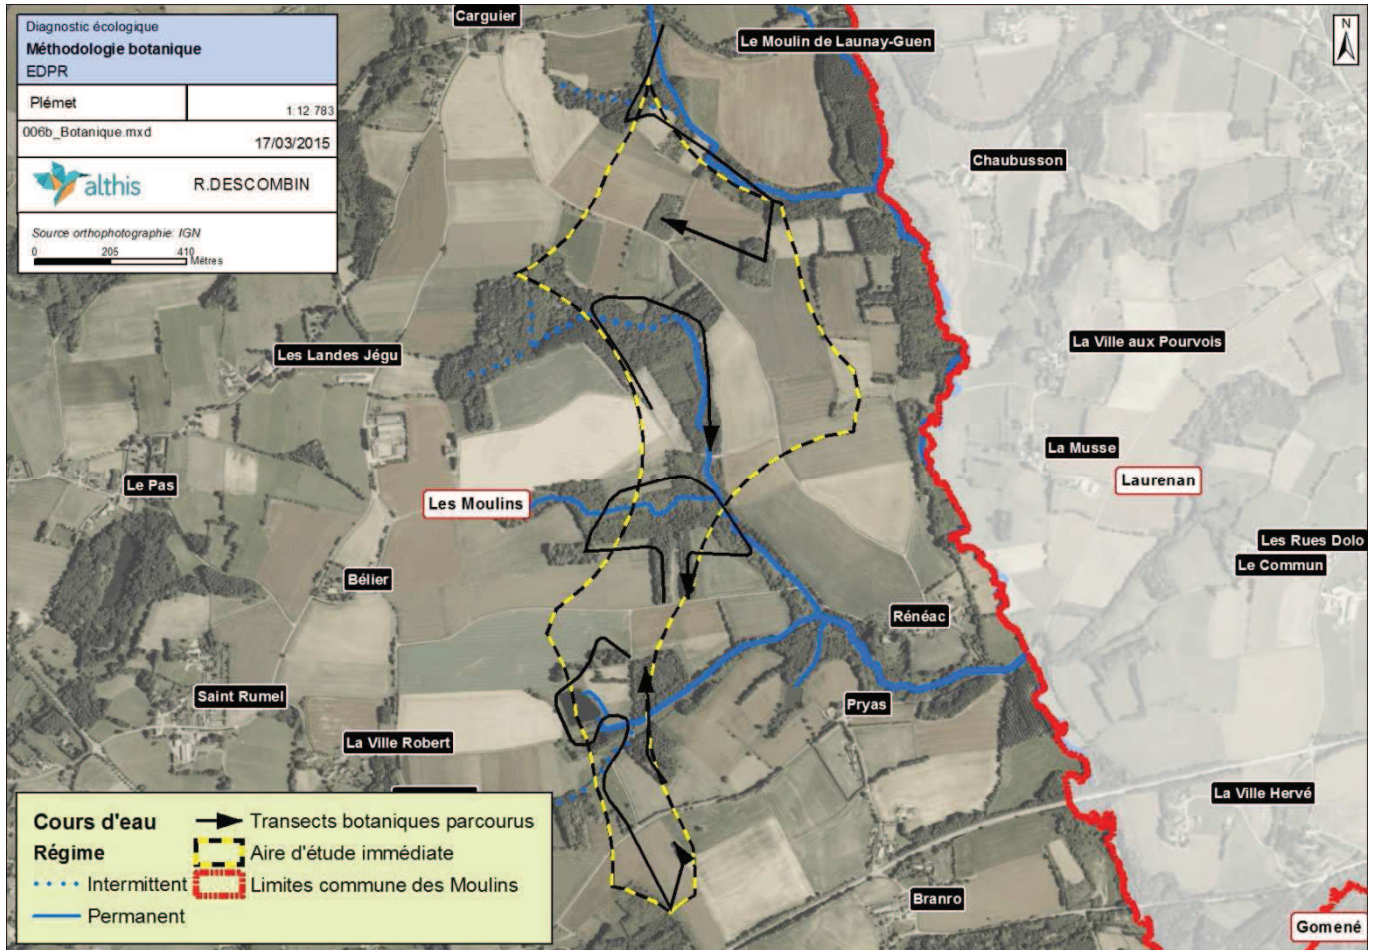 Diagnostic écologique
Méthodologie botanique
EDPR
Plémet
1:12 783
006b_Botanique.mxd
17/03/2015
althis
R.DESCOMBIN
Source orthophotographie: IGN
0 205 410
Mètres
Carguier
Le Moulin de Launay-Guen
N
Chaubusson
La Ville aux Pourvois
Les Landes Jégu
La Musse
Laurenan
Le Pas
Les Moulins
Les Rues Dolo
Le Commun
Bélier
Rénéac
Saint Rumel
Pryas
La Ville Robert
La Ville Hervé
Branro
Gomené
Cours d'eau
Régime
Intermittent
Permanent
Transects botaniques parcourus
Aire d'étude immédiate
Limites commune des Moulins